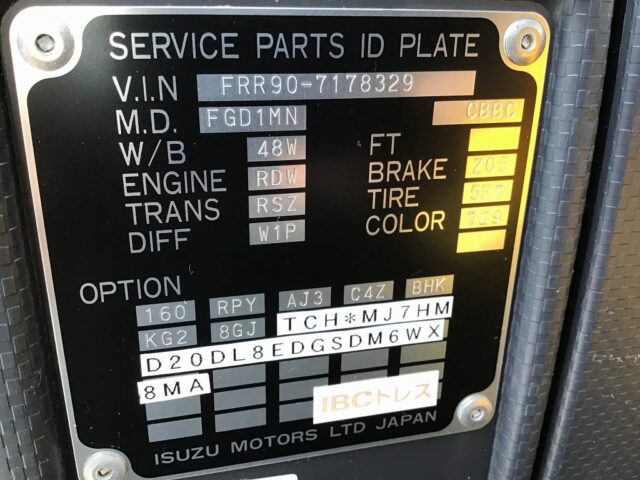 SERVICE PARTS ID PLATE
V.I.N FRR90-7178329
M.D. FGD1MN CBBC
W/B 48W FT
ENGINE RDW BRAKE Z05
TRANS RSZ TIRE
DIFF W1P COLOR 729
OPTION
160 RPY AJ3 C4Z BHK
KG2 8GJ TCH*MJ7HM
D20DL8EDGSDM6WX
8MA
IBCトレス
ISUZU MOTORS LTD JAPAN